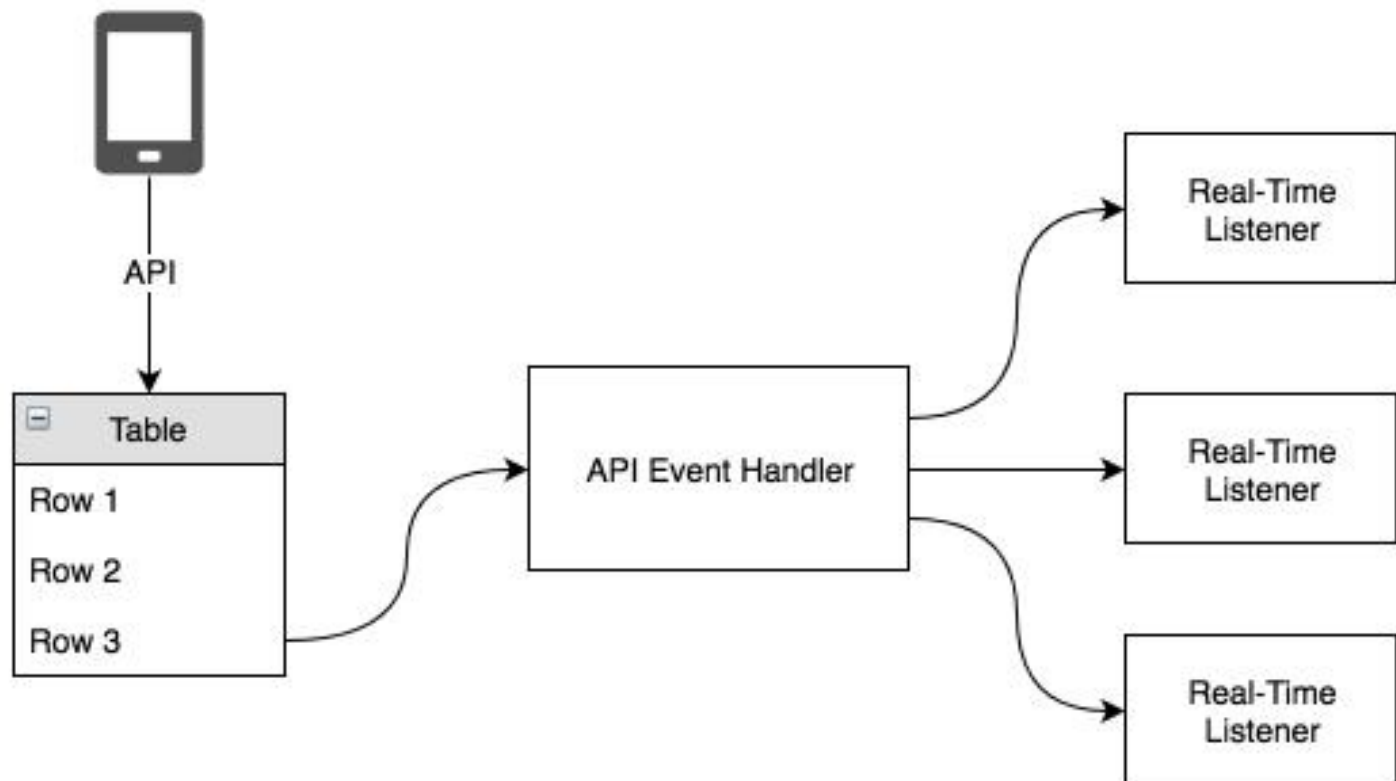 API
Table
Row 1
Row 2
Row 3
API Event Handler
Real-Time
Listener
Real-Time
Listener
Real-Time
Listener